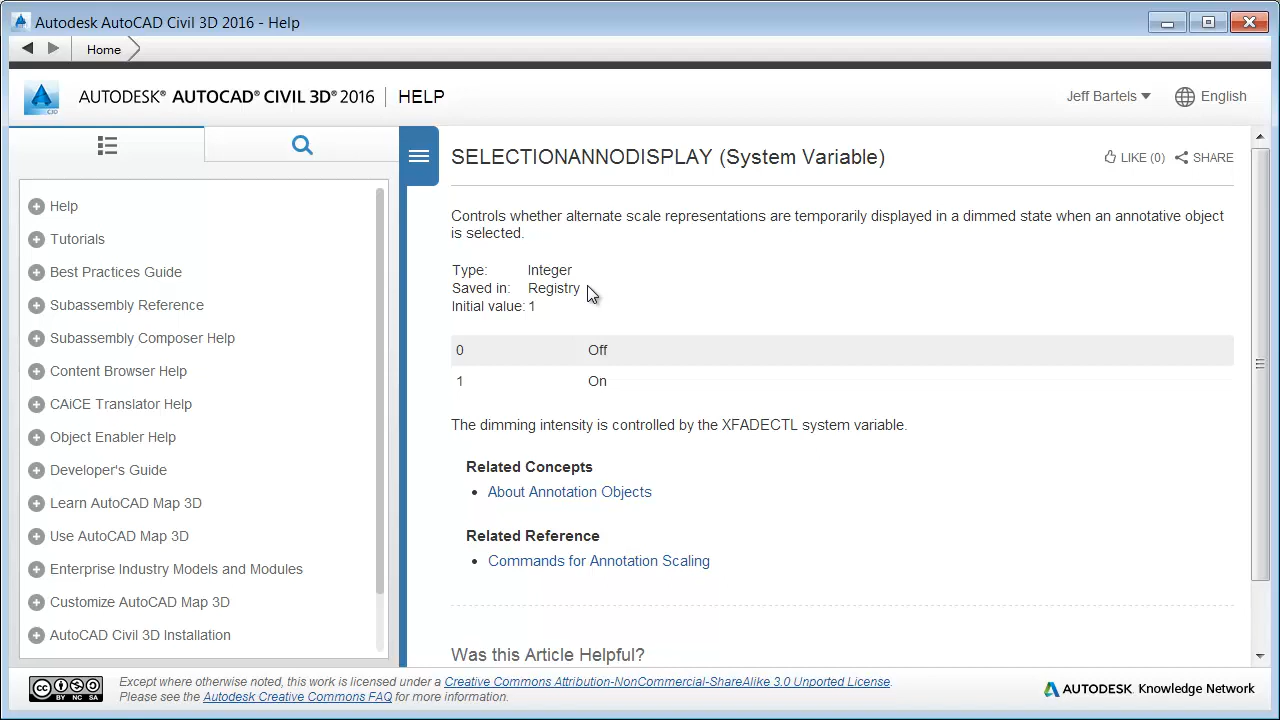 Autodesk AutoCAD Civil 3D 2016 - Help
Home
AUTODESK® AUTOCAD® CIVIL 3D® 2016 | HELP
Jeff Bartels
English
SELECTIONANNODISPLAY (System Variable)
LIKE (0) SHARE
Controls whether alternate scale representations are temporarily displayed in a dimmed state when an annotative object
is selected.
Type: Integer
Saved in: Registry
Initial value: 1
0 Off
1 On
The dimming intensity is controlled by the XFADECTL system variable.
Related Concepts
• About Annotation Objects
Related Reference
• Commands for Annotation Scaling
Was this Article Helpful?
Help
Tutorials
Best Practices Guide
Subassembly Reference
Subassembly Composer Help
Content Browser Help
CAiCE Translator Help
Object Enabler Help
Developer's Guide
Learn AutoCAD Map 3D
Use AutoCAD Map 3D
Enterprise Industry Models and Modules
Customize AutoCAD Map 3D
AutoCAD Civil 3D Installation
C3D
cc
BY NC SA
Except where otherwise noted, this work is licensed under a Creative Commons Attribution-NonCommercial-ShareAlike 3.0 Unported License.
Please see the Autodesk Creative Commons FAQ for more information.
AUTODESK Knowledge Network